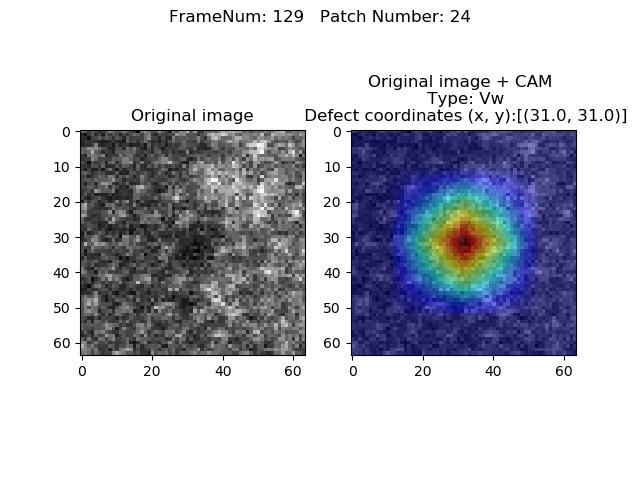 FrameNum: 129   Patch Number: 24
Original image
Original image + CAM
Type: Vw
Defect coordinates (x, y):[(31.0, 31.0)]
0
10
20
30
40
50
60
0 20 40 60
0
10
20
30
40
50
60
0 20 40 60